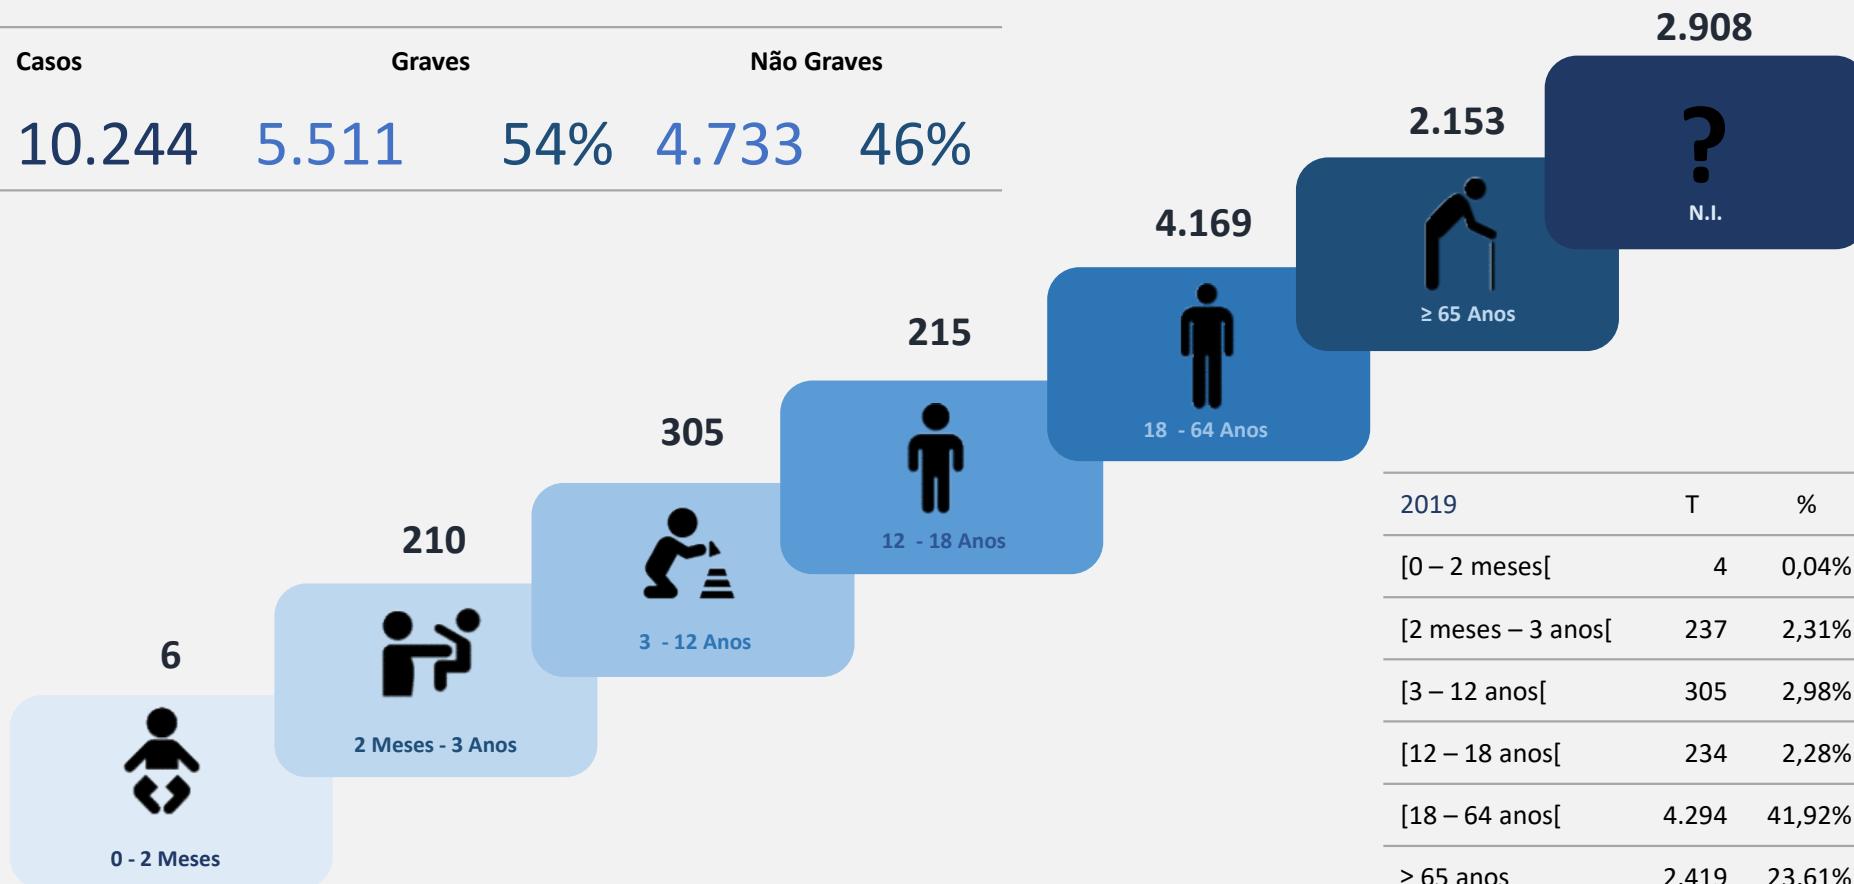 Casos Graves Não Graves
10.244 5.511 54% 4.733 46%
2.908
?
N.I.
2.153
≥ 65 Anos
4.169
18 - 64 Anos
215
12 - 18 Anos
305
3 - 12 Anos
210
2 Meses - 3 Anos
6
0 - 2 Meses
2019 T %
[0 – 2 meses[ 4 0,04%
[2 meses – 3 anos[ 237 2,31%
[3 – 12 anos[ 305 2,98%
[12 – 18 anos[ 234 2,28%
[18 – 64 anos[ 4.294 41,92%
≥ 65 anos 2.419 23,61%